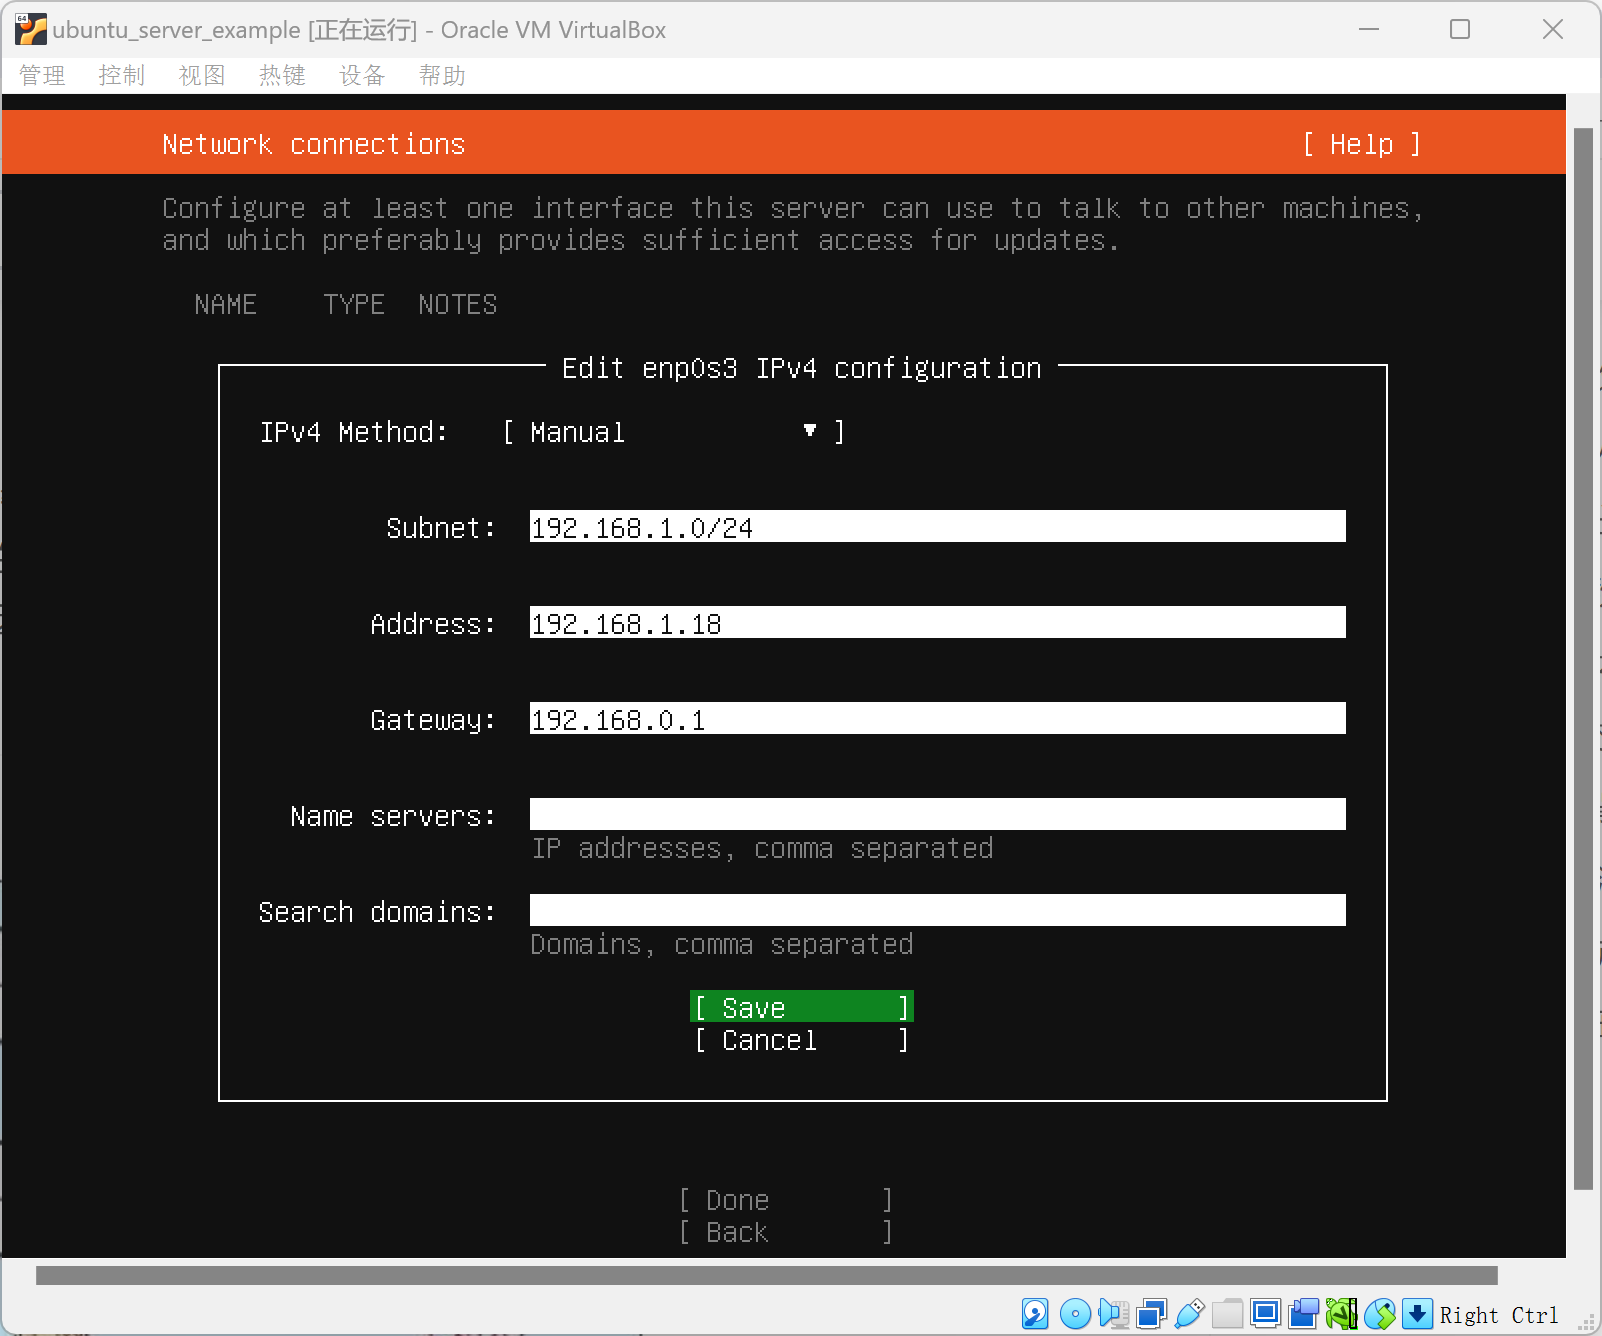 ubuntu_server_example [正在运行] - Oracle VM VirtualBox
管理 控制 视图 热键 设备 帮助
Network connections [ Help ]
Configure at least one interface this server can use to talk to other machines,
and which preferably provides sufficient access for updates.
NAME TYPE NOTES
Edit enp0s3 IPv4 configuration
IPv4 Method: [ Manual ▾ ]
Subnet: 192.168.1.0/24
Address: 192.168.1.18
Gateway: 192.168.0.1
Name servers:
IP addresses, comma separated
Search domains:
Domains, comma separated
[ Save ]
[ Cancel ]
[ Done ]
[ Back ]
Right Ctrl